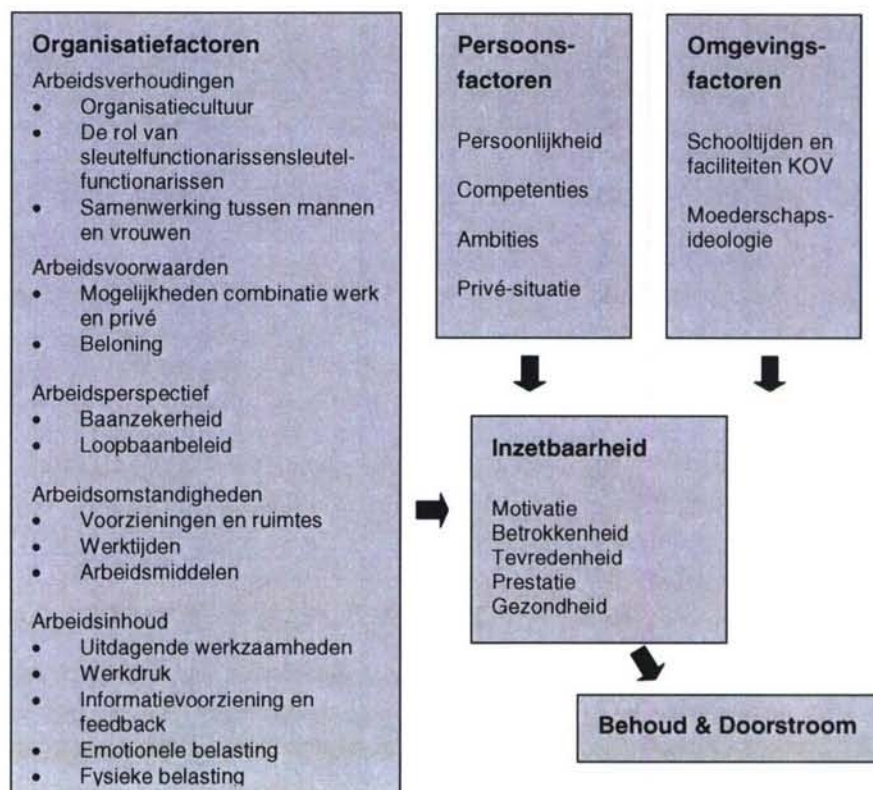 Organisatiefactoren
Arbeidsverhoudingen
• Organisatiecultuur
• De rol van
sleutelfunctionarissensleutel-
functionarissen
• Samenwerking tussen mannen
en vrouwen
Arbeidsvoorwaarden
• Mogelijkheden combinatie werk
en privé
• Beloning
Arbeidsperspectief
• Baanzekerheid
• Loopbaanbeleid
Arbeidsomstandigheden
• Voorzieningen en ruimtes
• Werktijden
• Arbeidsmiddelen
Arbeidsinhoud
• Uitdagende werkzaamheden
• Werkdruk
• Informatievoorziening en
feedback
• Emotionele belasting
• Fysieke belasting
Persoons-
factoren
Persoonlijkheid
Competenties
Ambities
Privé-situatie
Omgevings-
factoren
Schooltijden en
faciliteiten KOV
Moederschaps-
ideologie
Inzetbaarheid
Motivatie
Betrokkenheid
Tevredenheid
Prestatie
Gezondheid
Behoud & Doorstroom